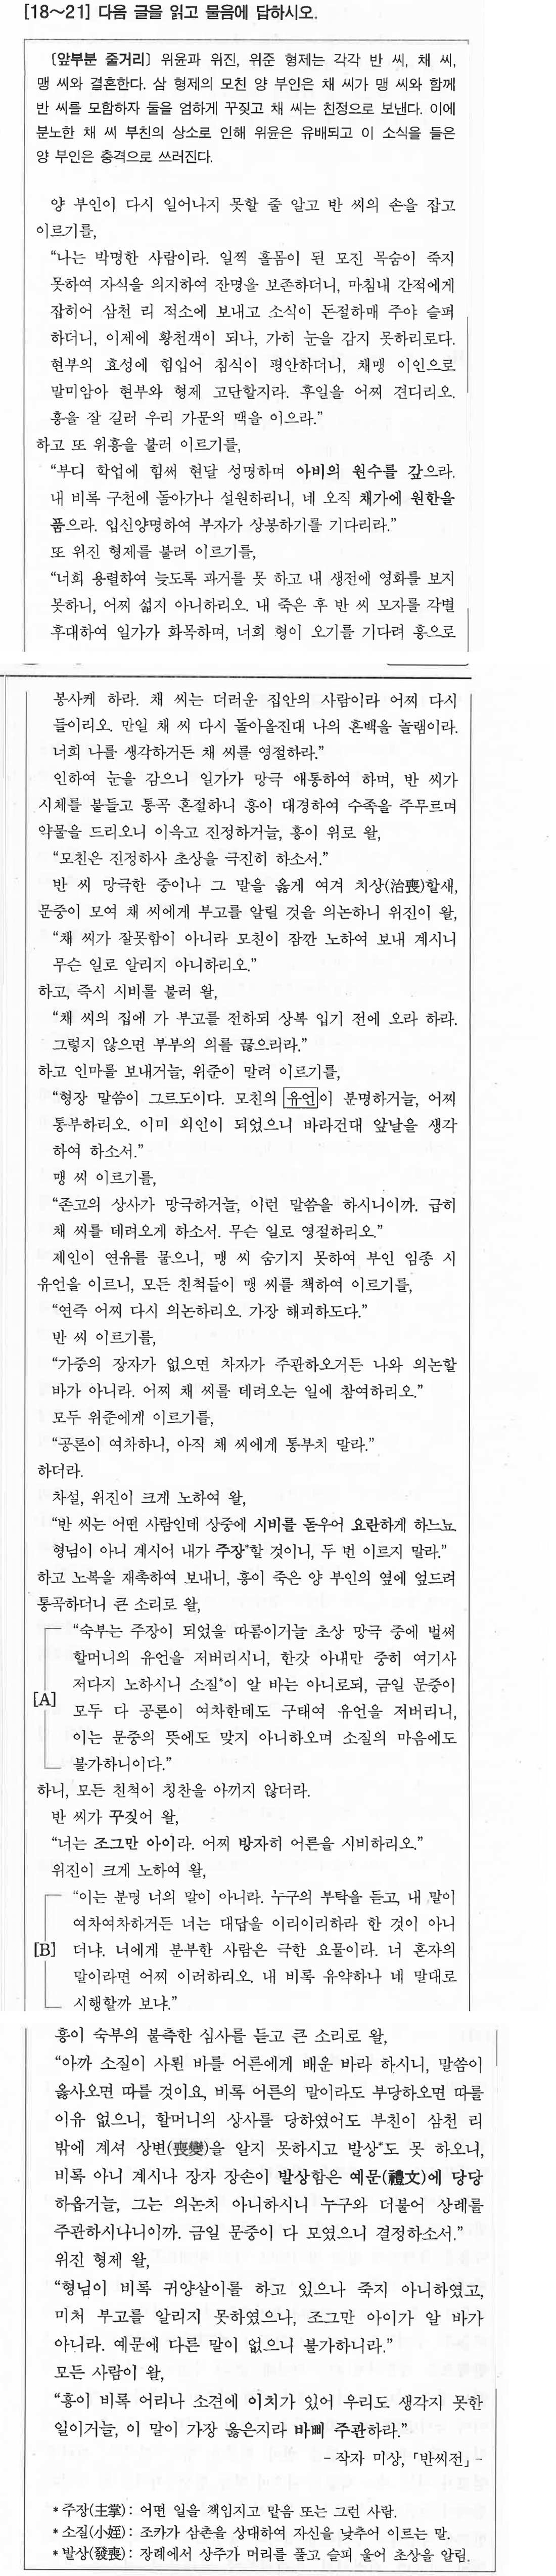 [18~21] 다음 글을 읽고 물음에 답하시오.
[앞부분 줄거리] 위윤과 위진, 위준 형제는 각각 반 씨, 채 씨,
맹 씨와 결혼한다. 삼 형제의 모친 양 부인은 채 씨가 맹 씨와 함께
반 씨를 모함하자 둘을 엄하게 꾸짖고 채 씨는 친정으로 보낸다. 이에
분노한 채 씨 부친의 상소로 인해 위윤은 유배되고 이 소식을 들은
양 부인은 충격으로 쓰러진다.
양 부인이 다시 일어나지 못할 줄 알고 반 씨의 손을 잡고
이르기를,
“나는 박명한 사람이라. 일찍 홀몸이 된 모진 목숨이 죽지
못하여 자식을 의지하여 잔명을 보존하더니, 마침내 간적에게
잡히어 삼천 리 적소에 보내고 소식이 돈절하매 주야 슬퍼
하더니, 이제에 황천객이 되나, 가히 눈을 감지 못하리로다.
현부의 효성에 힘입어 침식이 평안하더니, 채맹 이인으로
말미암아 현부와 형제 고단할지라. 후일을 어찌 견디리오.
흥을 잘 길러 우리 가문의 맥을 이으라.”
하고 또 위흥을 불러 이르기를,
“부디 학업에 힘써 현달 성명하며 아비의 원수를 갚으라.
내 비록 구천에 돌아가나 설원하리니, 네 오직 채가에 원한을
품으라. 입신양명하여 부자가 상봉하기를 기다리라.”
또 위진 형제를 불러 이르기를,
“너희 용렬하여 늦도록 과거를 못 하고 내 생전에 영화를 보지
못하니, 어찌 섧지 아니하리오. 내 죽은 후 반 씨 모자를 각별
후대하여 일가가 화목하며, 너희 형이 오기를 기다려 흥으로
봉사케 하라. 채 씨는 더러운 집안의 사람이라 어찌 다시
들이리오. 만일 채 씨 다시 돌아올진대 나의 혼백을 놀램이라.
너희 나를 생각하거든 채 씨를 영절하라.”
인하여 눈을 감으니 일가가 망극 애통하여 하며, 반 씨가
시체를 붙들고 통곡 혼절하니 흥이 대경하여 수족을 주무르며
약물을 드리오니 이윽고 진정하거늘, 흥이 위로 왈,
“모친은 진정하사 초상을 극진히 하소서.”
반 씨 망극한 중이나 그 말을 옳게 여겨 치상(治喪)할새,
문중이 모여 채 씨에게 부고를 알릴 것을 의논하니 위진이 왈,
“채 씨가 잘못함이 아니라 모친이 잠깐 노하여 보내 계시니
무슨 일로 알리지 아니하리오.”
하고, 즉시 시비를 불러 왈,
“채 씨의 집에 가 부고를 전하되 상복 입기 전에 오라 하라.
그렇지 않으면 부부의 의를 끊으리라.”
하고 인마를 보내거늘, 위준이 말려 이르기를,
“형장 말씀이 그르도이다. 모친의 유언이 분명하거늘, 어찌
통부하리오. 이미 외인이 되었으니 바라건대 앞날을 생각
하여 하소서.”
맹 씨 이르기를,
“존고의 상사가 망극하거늘, 이런 말씀을 하시니이까. 급히
채 씨를 데려오게 하소서. 무슨 일로 영절하리오.”
제인이 연유를 물으니, 맹 씨 숨기지 못하여 부인 임종 시
유언을 이르니, 모든 친척들이 맹 씨를 책하여 이르기를,
“연즉 어찌 다시 의논하리오. 가장 해괴하도다.”
반 씨 이르기를,
“가중의 장자가 없으면 차자가 주관하오거든 나와 의논할
바가 아니라. 어찌 채 씨를 데려오는 일에 참여하리오.”
모두 위준에게 이르기를,
“공론이 여차하니, 아직 채 씨에게 통부치 말라.”
하더라.
차설, 위진이 크게 노하여 왈,
“반 씨는 어떤 사람인데 상중에 시비를 돋우어 요란하게 하느뇨.
형님이 아니 계시어 내가 주장*할 것이니, 두 번 이르지 말라.”
하고 노복을 재촉하여 보내니, 흥이 죽은 양 부인의 옆에 엎드려
통곡하더니 큰 소리로 왈,
“숙부는 주장이 되었을 따름이거늘 초상 망극 중에 벌써
할머니의 유언을 저버리시니, 한갓 아내만 중히 여기사
저다지 노하시니 소질*이 알 바는 아니로되, 금일 문중이
[A] 모두 다 공론이 여차한데도 구태여 유언을 저버리니,
이는 문중의 뜻에도 맞지 아니하오며 소질의 마음에도
불가하니이다.”
하니, 모든 친척이 칭찬을 아끼지 않더라.
반 씨가 꾸짖어 왈,
“너는 조그만 아이라. 어찌 방자히 어른을 시비하리오.”
위진이 크게 노하여 왈,
“이는 분명 너의 말이 아니라. 누구의 부탁을 듣고, 내 말이
여차여차하거든 너는 대답을 이리이리하라 한 것이 아니
[B] 더냐. 너에게 분부한 사람은 극한 요물이라. 너 혼자의
말이라면 어찌 이러하리오. 내 비록 유약하나 네 말대로
시행할까 보냐.”
흥이 숙부의 불측한 심사를 듣고 큰 소리로 왈,
“아까 소질이 사뢴 바를 어른에게 배운 바라 하시니, 말씀이
옳사오면 따를 것이요, 비록 어른의 말이라도 부당하오면 따를
이유 없으니, 할머니의 상사를 당하였어도 부친이 삼천 리
밖에 계셔 상변(喪變)을 알지 못하시고 발상*도 못 하오니,
비록 아니 계시나 장자 장손이 발상함은 예문(禮文)에 당당
하옵거늘, 그는 의논치 아니하시니 누구와 더불어 상례를
주관하시나니이까. 금일 문중이 다 모였으니 결정하소서.”
위진 형제 왈,
“형님이 비록 귀양살이를 하고 있으나 죽지 아니하였고,
미처 부고를 알리지 못하였으나, 조그만 아이가 알 바가
아니라. 예문에 다른 말이 없으니 불가하니라.”
모든 사람이 왈,
“흥이 비록 어리나 소견에 이치가 있어 우리도 생각지 못한
일이거늘, 이 말이 가장 옳은지라 바삐 주관하라.”
- 작자 미상, 「반씨전」 -
* 주장(主掌): 어떤 일을 책임지고 맡음 또는 그런 사람.
* 소질(小姪): 조카가 삼촌을 상대하여 자신을 낮추어 이르는 말.
* 발상(發喪): 장례에서 상주가 머리를 풀고 슬피 울어 초상을 알림.